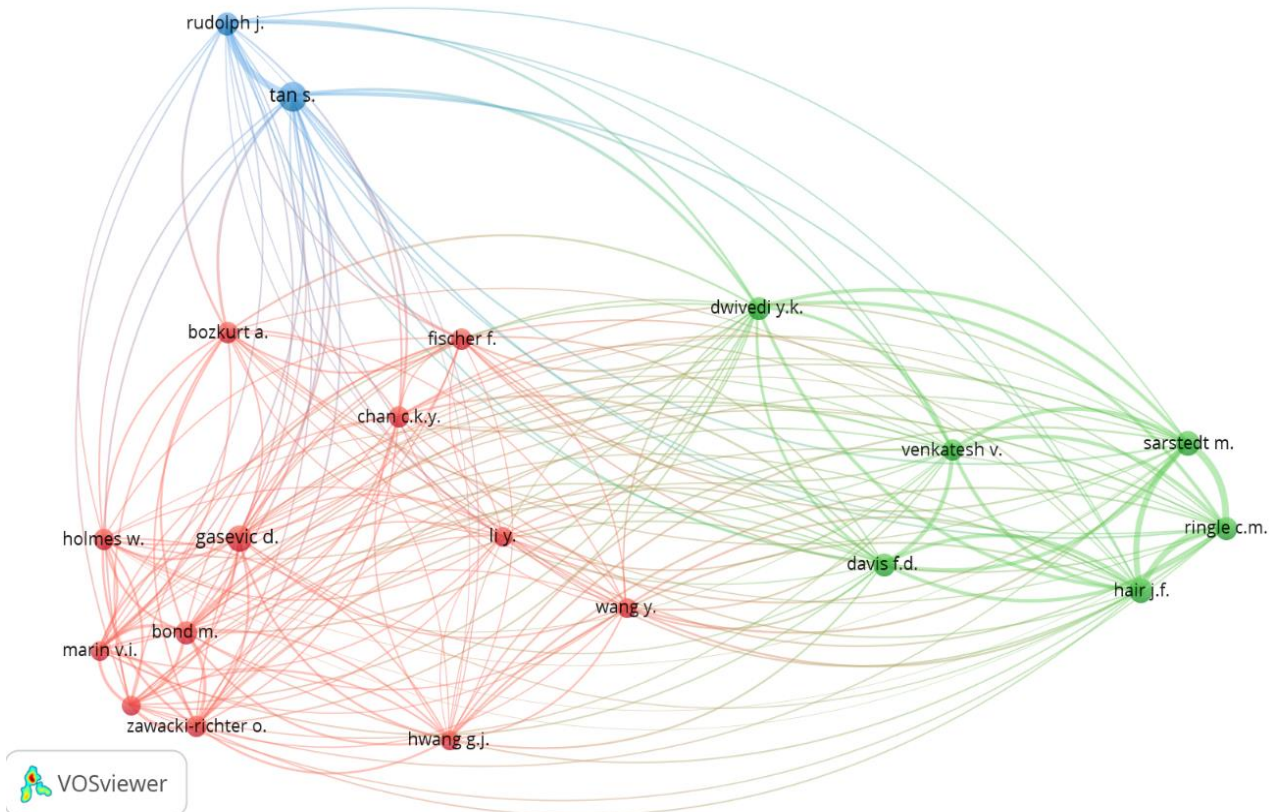 rudolph j.
tan s.
dwivedi y.k.
bozkurt a.
fischer f.
chan c.k.y.
venkatesh v.
sarstedt m.
ringle c.m.
holmes w.
gasevic d.
li y.
davis f.d.
hair j.f.
wang y.
bond m.
marin v.i.
zawacki-richter o.
hwang g.j.
VOSviewer